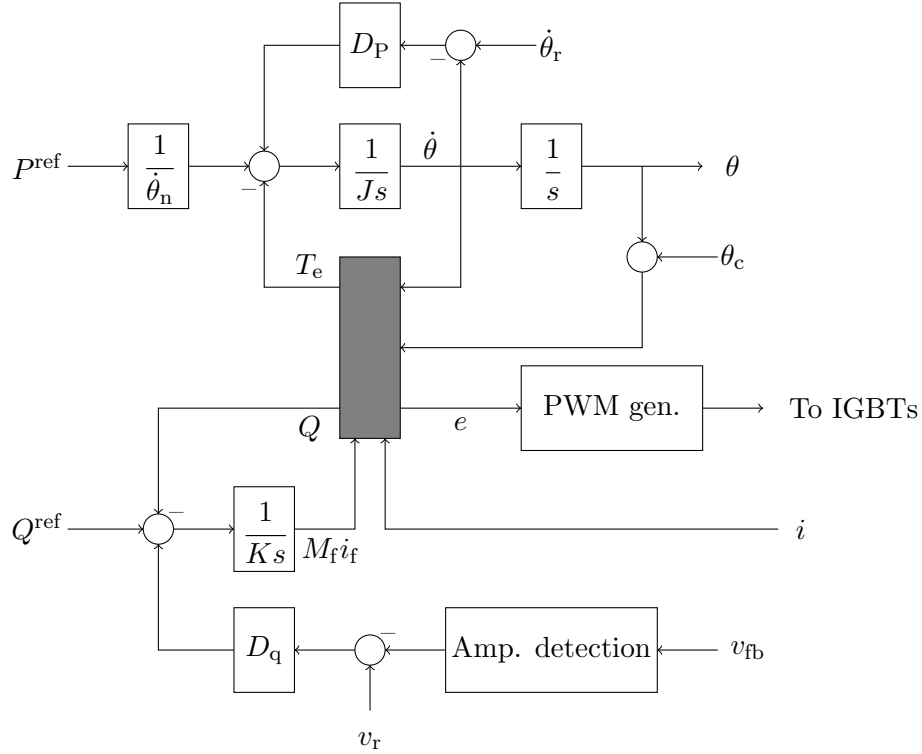 D_P
−
θ̇_r
P^ref
1/θ̇_n
−
1/Js
θ̇
1/s
θ
T_e
θ_c
Q
e
PWM gen.
To IGBTs
Q^ref
−
1/Ks
M_f i_f
i
D_q
−
Amp. detection
v_fb
v_r